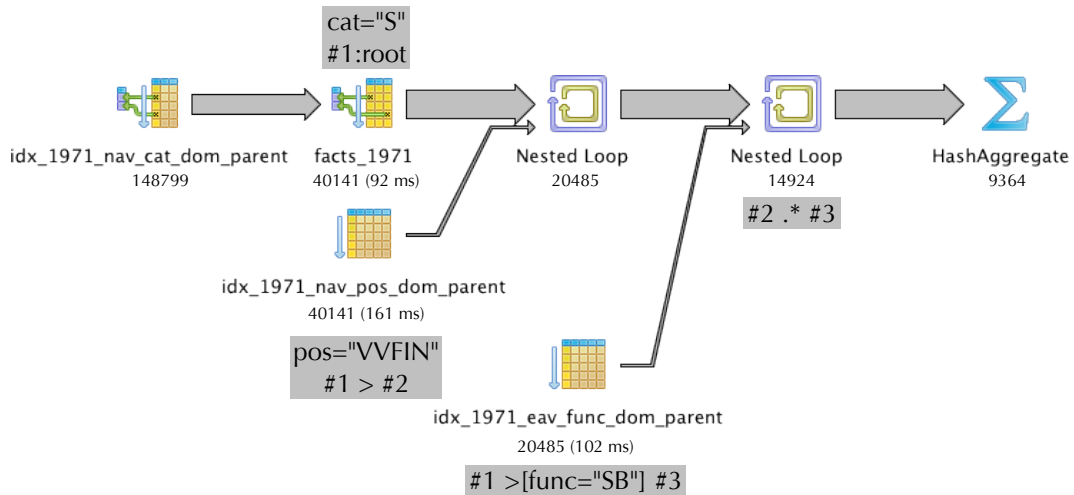 cat="S"
#1:root
idx_1971_nav_cat_dom_parent
148799
facts_1971
40141 (92 ms)
Nested Loop
20485
Nested Loop
14924
#2 .* #3
HashAggregate
9364
idx_1971_nav_pos_dom_parent
40141 (161 ms)
pos="VVFIN"
#1 > #2
idx_1971_eav_func_dom_parent
20485 (102 ms)
#1 >[func="SB"] #3